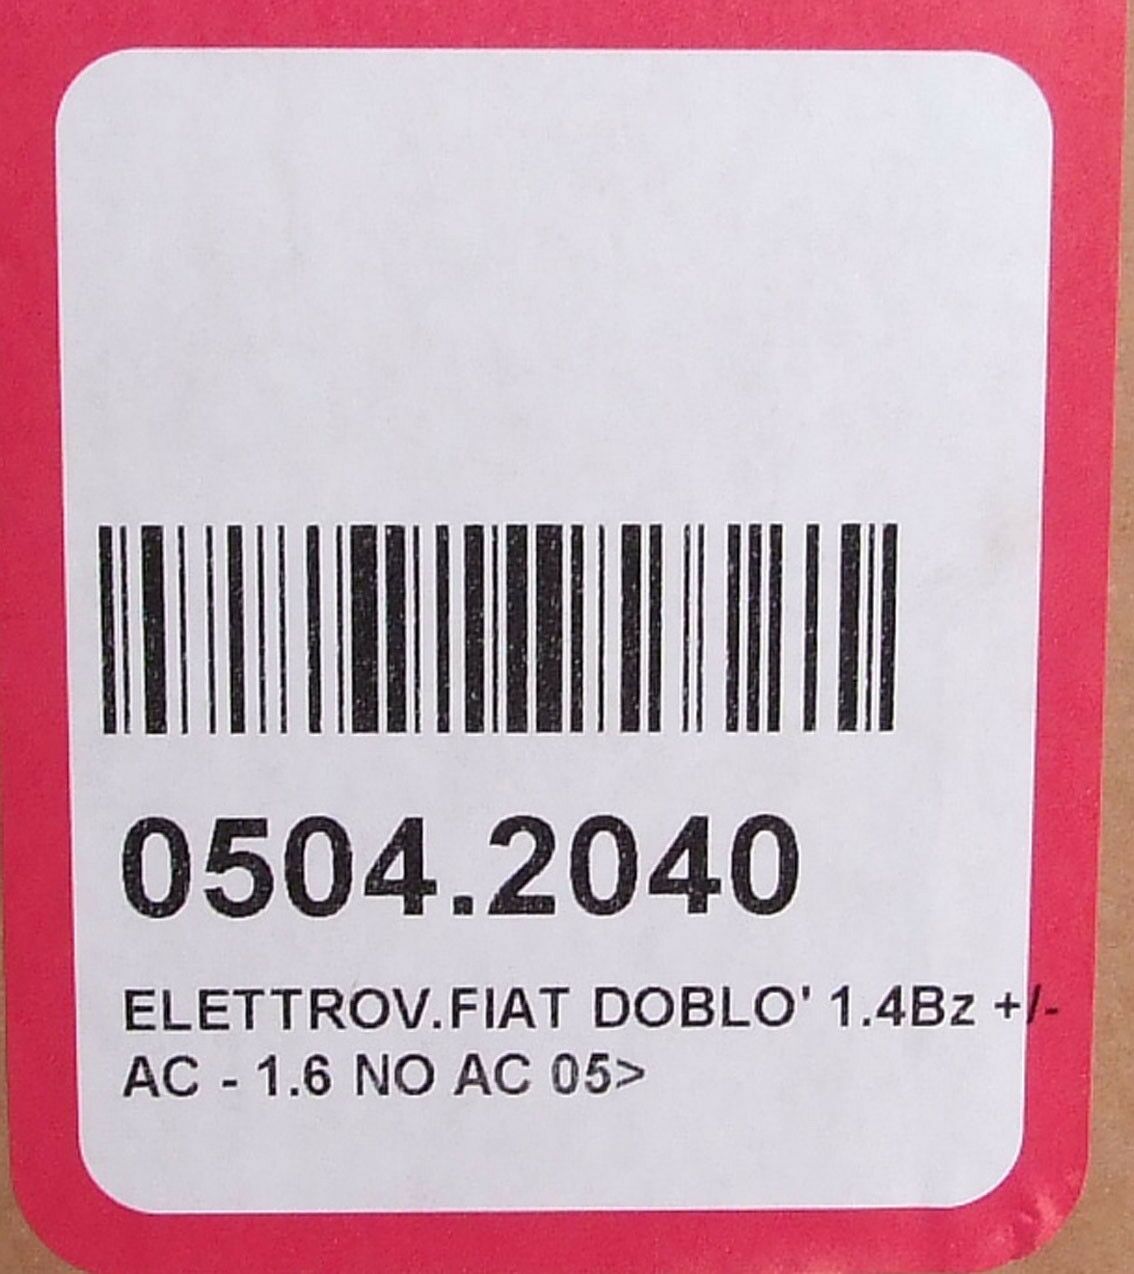 0504.2040
ELETTROV.FIAT DOBLO' 1.4Bz +/-
AC - 1.6 NO AC 05>